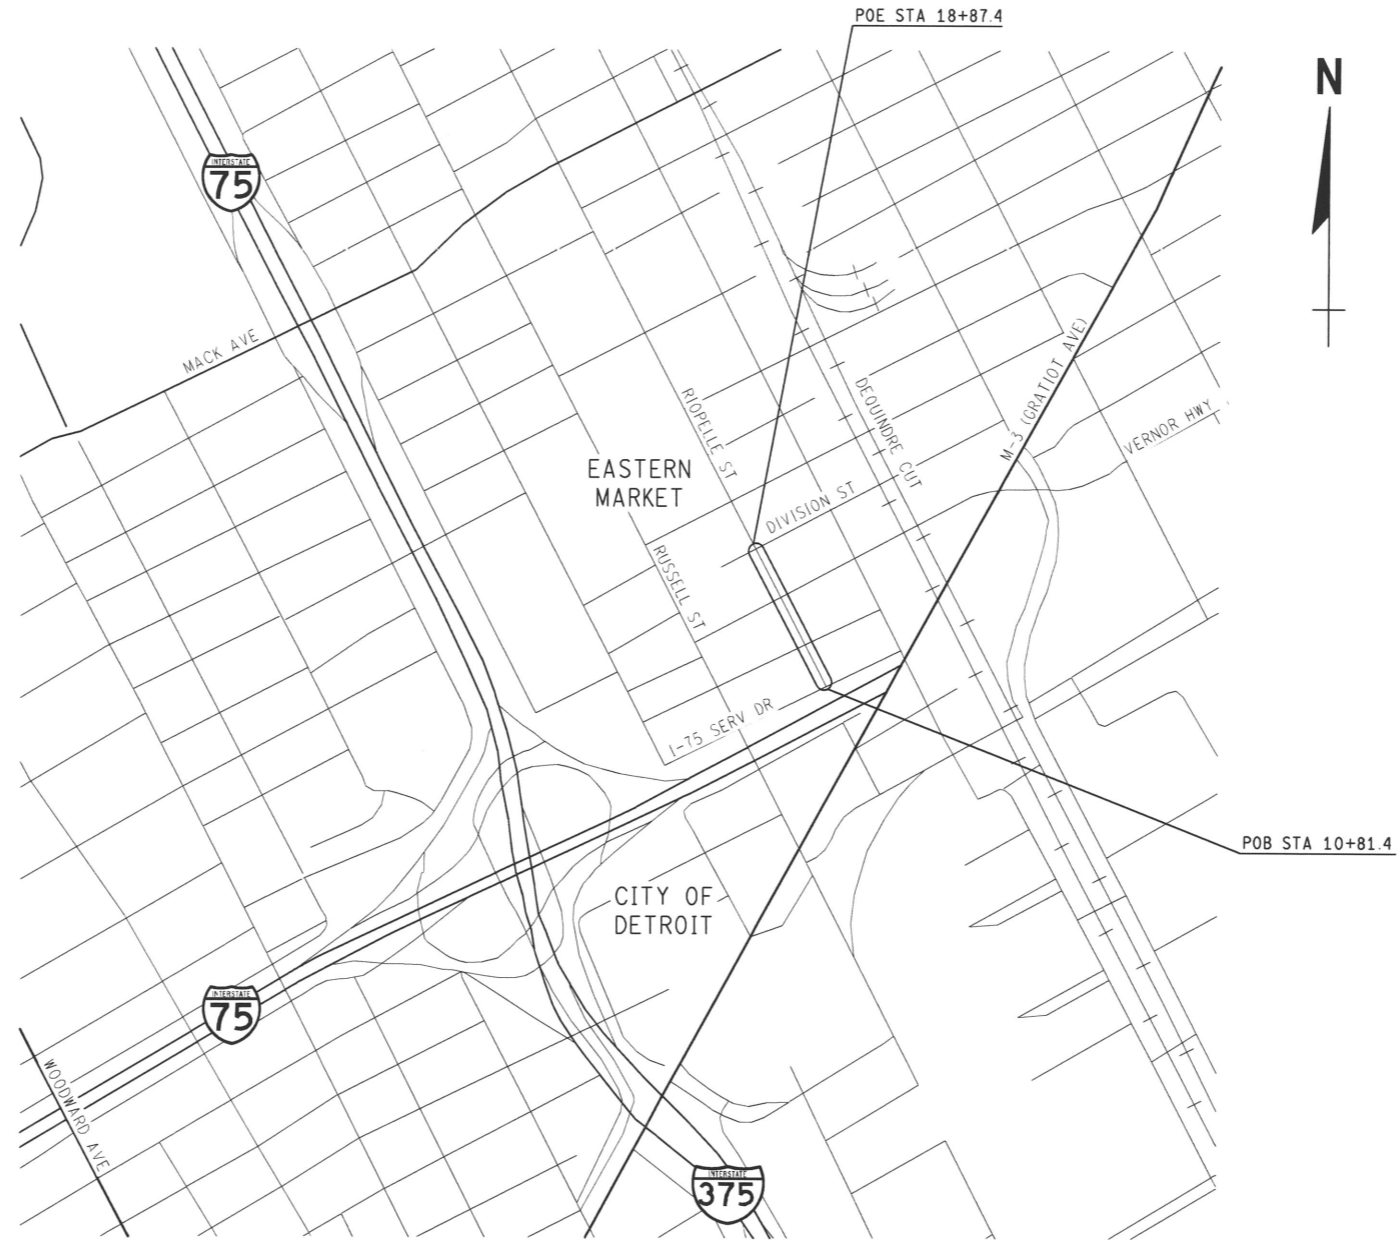 POE STA 18+87.4
N
INTERSTATE
75
MACK AVE
RIOPELLE ST
DEQUINDRE CUT
M-3 (GRATIOT AVE)
VERNOR HWY
EASTERN
MARKET
DIVISION ST
RUSSELL ST
I-75 SERV DR
POB STA 10+81.4
CITY OF
DETROIT
INTERSTATE
75
WOODWARD AVE
INTERSTATE
375